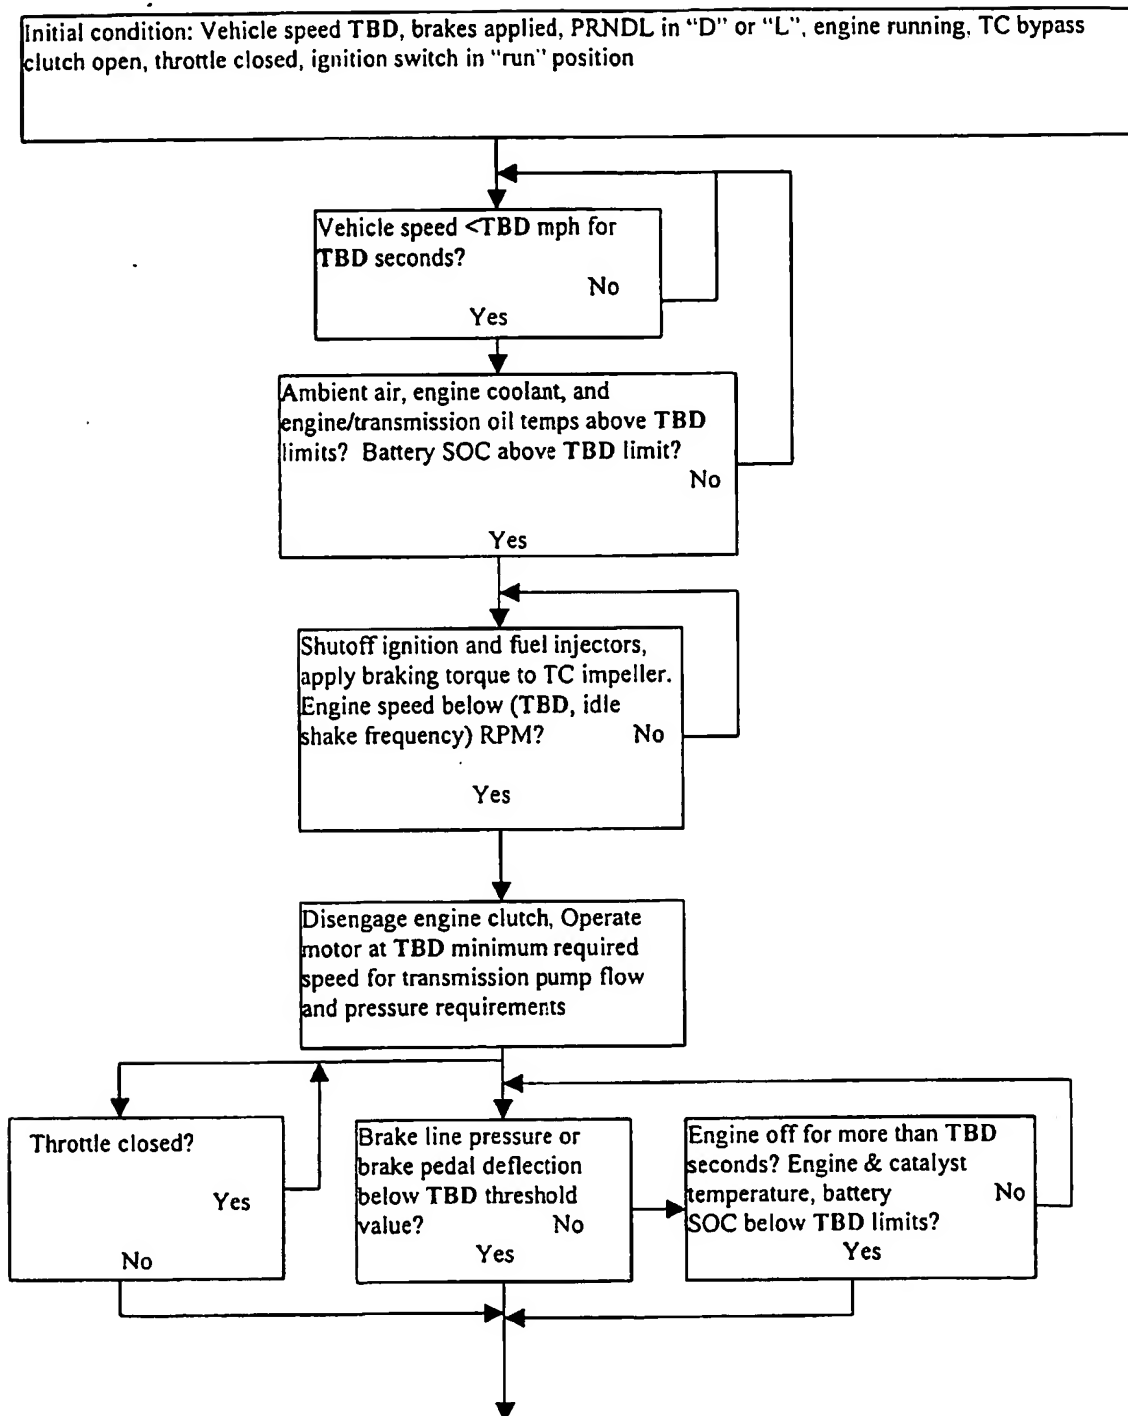 Initial condition: Vehicle speed TBD, brakes applied, PRNDL in “D” or “L”, engine running, TC bypass
clutch open, throttle closed, ignition switch in “run” position
Vehicle speed <TBD mph for
TBD seconds?
No
Yes
Ambient air, engine coolant, and
engine/transmission oil temps above TBD
limits? Battery SOC above TBD limit?
No
Yes
Shutoff ignition and fuel injectors,
apply braking torque to TC impeller.
Engine speed below (TBD, idle
shake frequency) RPM? No
Yes
Disengage engine clutch, Operate
motor at TBD minimum required
speed for transmission pump flow
and pressure requirements
Throttle closed?
Yes
No
Brake line pressure or
brake pedal deflection
below TBD threshold
value? No
Yes
Engine off for more than TBD
seconds? Engine & catalyst
temperature, battery No
SOC below TBD limits?
Yes